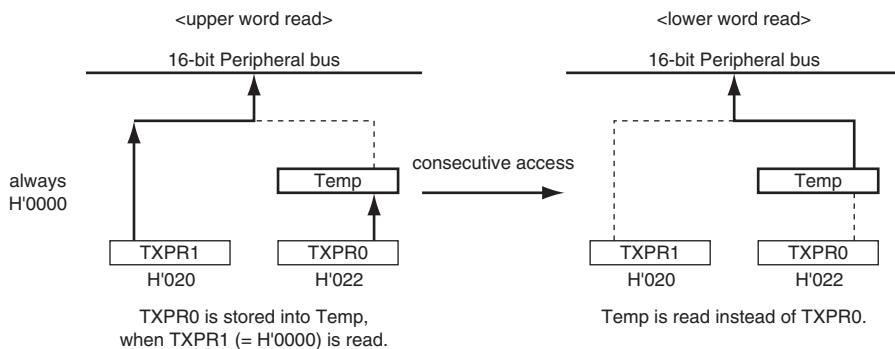 <upper word read>
16-bit Peripheral bus
always
H'0000
Temp
TXPR1
H'020
TXPR0
H'022
TXPR0 is stored into Temp,
when TXPR1 (= H'0000) is read.
consecutive access
<lower word read>
16-bit Peripheral bus
Temp
TXPR1
H'020
TXPR0
H'022
Temp is read instead of TXPR0.